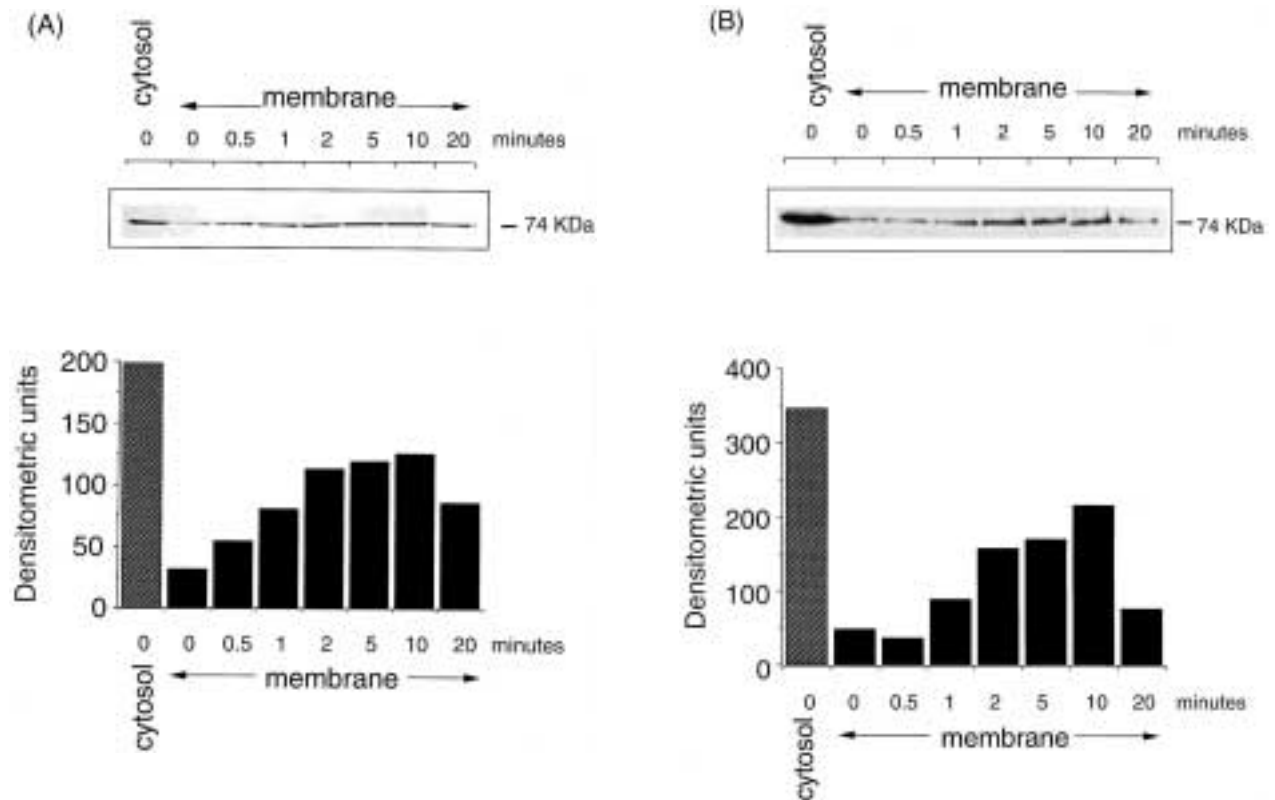 (A)
cytosol
membrane
0 0 0.5 1 2 5 10 20 minutes
74 KDa
Densitometric units
200
150
100
50
0
0 0 0.5 1 2 5 10 20 minutes
cytosol
membrane
(B)
cytosol
membrane
0 0 0.5 1 2 5 10 20 minutes
74 KDa
Densitometric units
400
300
200
100
0
0 0 0.5 1 2 5 10 20 minutes
cytosol
membrane